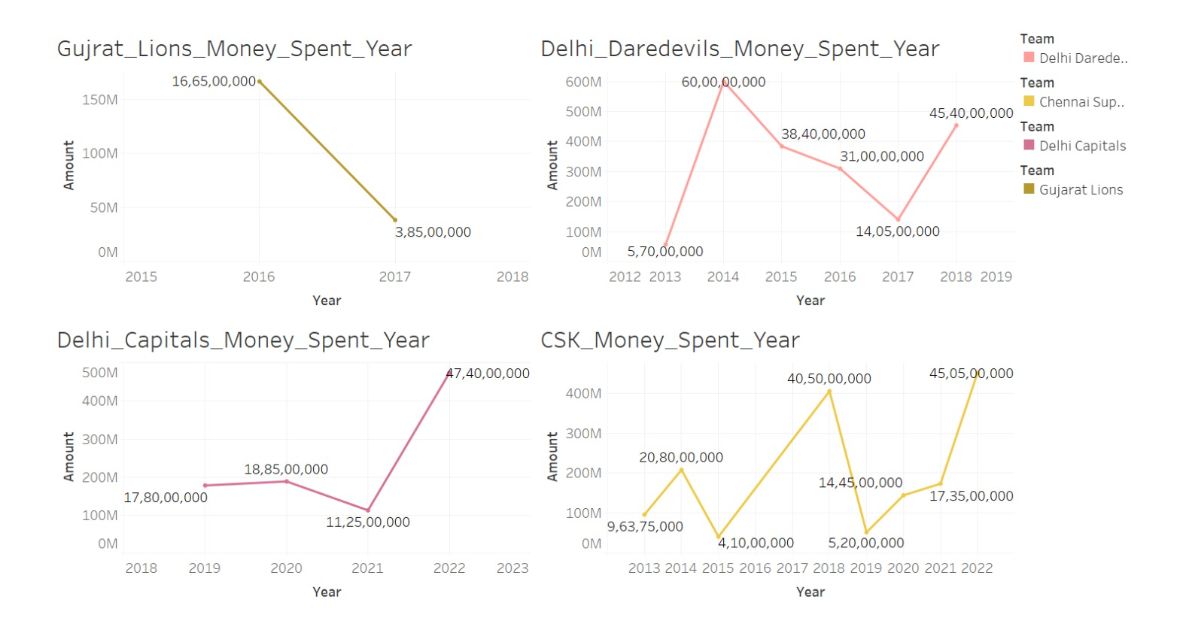 Gujrat_Lions_Money_Spent_Year
16,65,00,000
150M
100M
50M
0M
Amount
3,85,00,000
2015 2016 2017 2018
Year
Delhi_Daredevils_Money_Spent_Year
600M
500M
400M
300M
200M
100M
0M
Amount
60,00,00,000
45,40,00,000
38,40,00,000
31,00,00,000
14,05,00,000
5,70,00,000
2012 2013 2014 2015 2016 2017 2018 2019
Year
Team
Delhi Darede..
Team
Chennai Sup..
Team
Delhi Capitals
Team
Gujarat Lions
Delhi_Capitals_Money_Spent_Year
500M
400M
300M
200M
100M
0M
Amount
47,40,00,000
18,85,00,000
17,80,00,000
11,25,00,000
2018 2019 2020 2021 2022 2023
Year
CSK_Money_Spent_Year
400M
300M
200M
100M
0M
Amount
45,05,00,000
40,50,00,000
20,80,00,000
14,45,00,000
17,35,00,000
9,63,75,000
4,10,00,000
5,20,00,000
2013 2014 2015 2016 2017 2018 2019 2020 2021 2022
Year